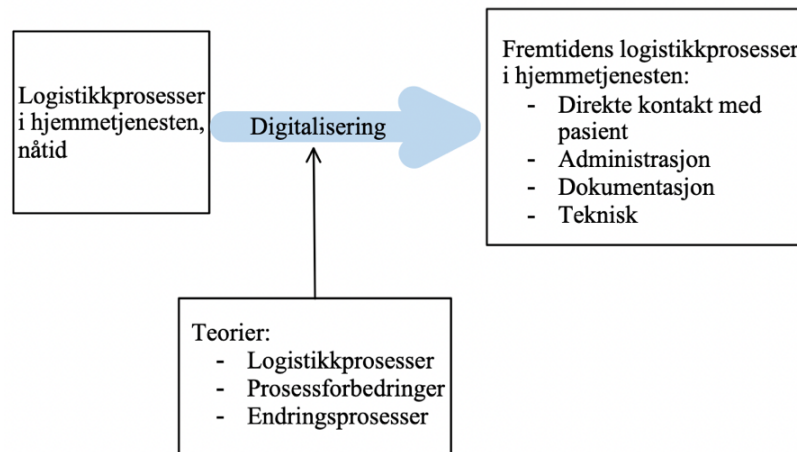 Logistikkprosesser
i hjemmetjenesten,
nåtid
Digitalisering
Fremtidens logistikkprosesser
i hjemmetjenesten:
- Direkte kontakt med
pasient
- Administrasjon
- Dokumentasjon
- Teknisk
Teorier:
- Logistikkprosesser
- Prosessforbedringer
- Endringsprosesser